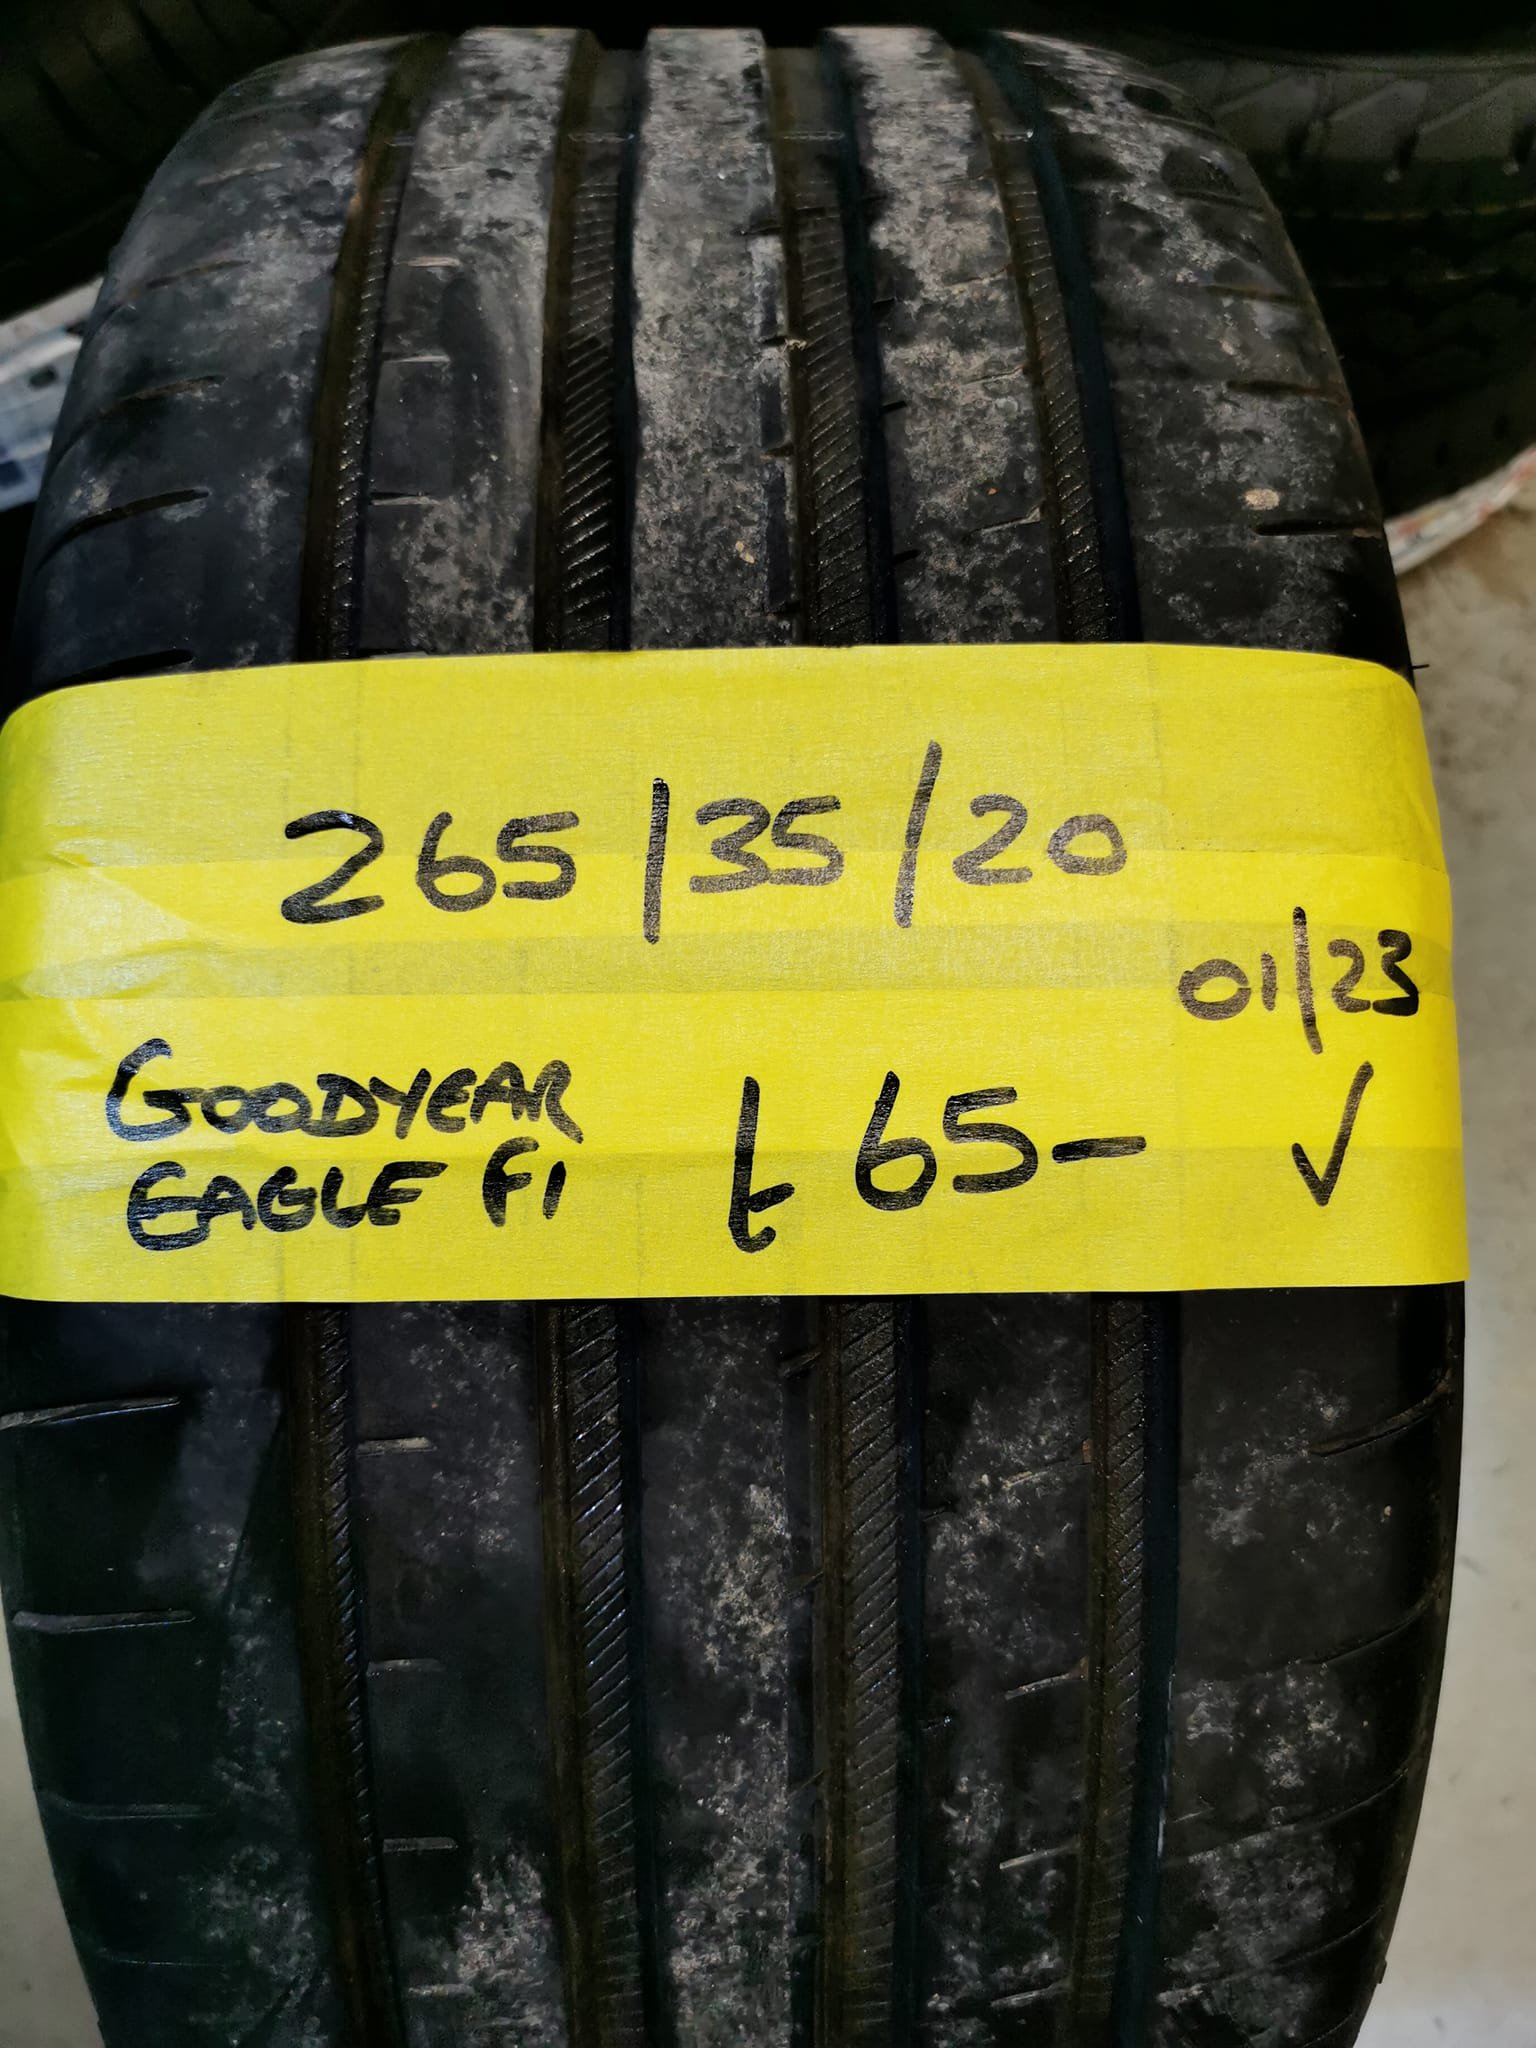 265/35/20
01/23
GOODYEAR
EAGLE F1
£65- ✓